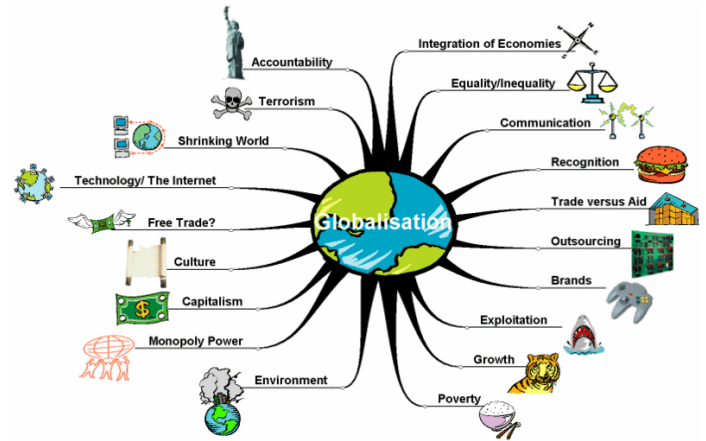 Globalisation
Integration of Economies
Equality/Inequality
Communication
Recognition
Trade versus Aid
Outsourcing
Brands
Exploitation
Growth
Poverty
Accountability
Terrorism
Shrinking World
Technology/ The Internet
Free Trade?
Culture
Capitalism
Monopoly Power
Environment